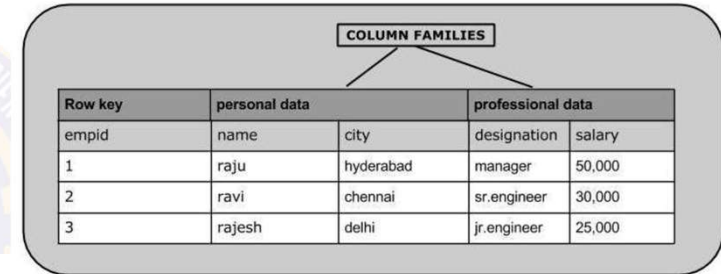 COLUMN FAMILIES
Row key personal data professional data
empid name city designation salary
1 raju hyderabad manager 50,000
2 ravi chennai sr.engineer 30,000
3 rajesh delhi jr.engineer 25,000